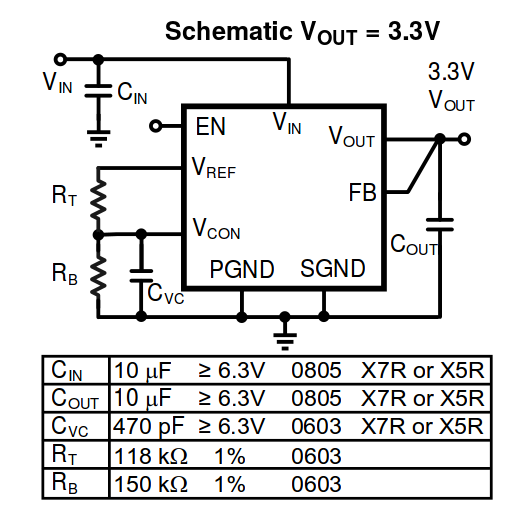 Schematic VOUT = 3.3V
VIN
CIN
3.3V
VOUT
EN
VIN
VOUT
VREF
RT
FB
VCON
COUT
RB
PGND SGND
CVC
CIN 10 μF ≥ 6.3V 0805 X7R or X5R
COUT 10 μF ≥ 6.3V 0805 X7R or X5R
CVC 470 pF ≥ 6.3V 0603 X7R or X5R
RT 118 kΩ 1% 0603
RB 150 kΩ 1% 0603